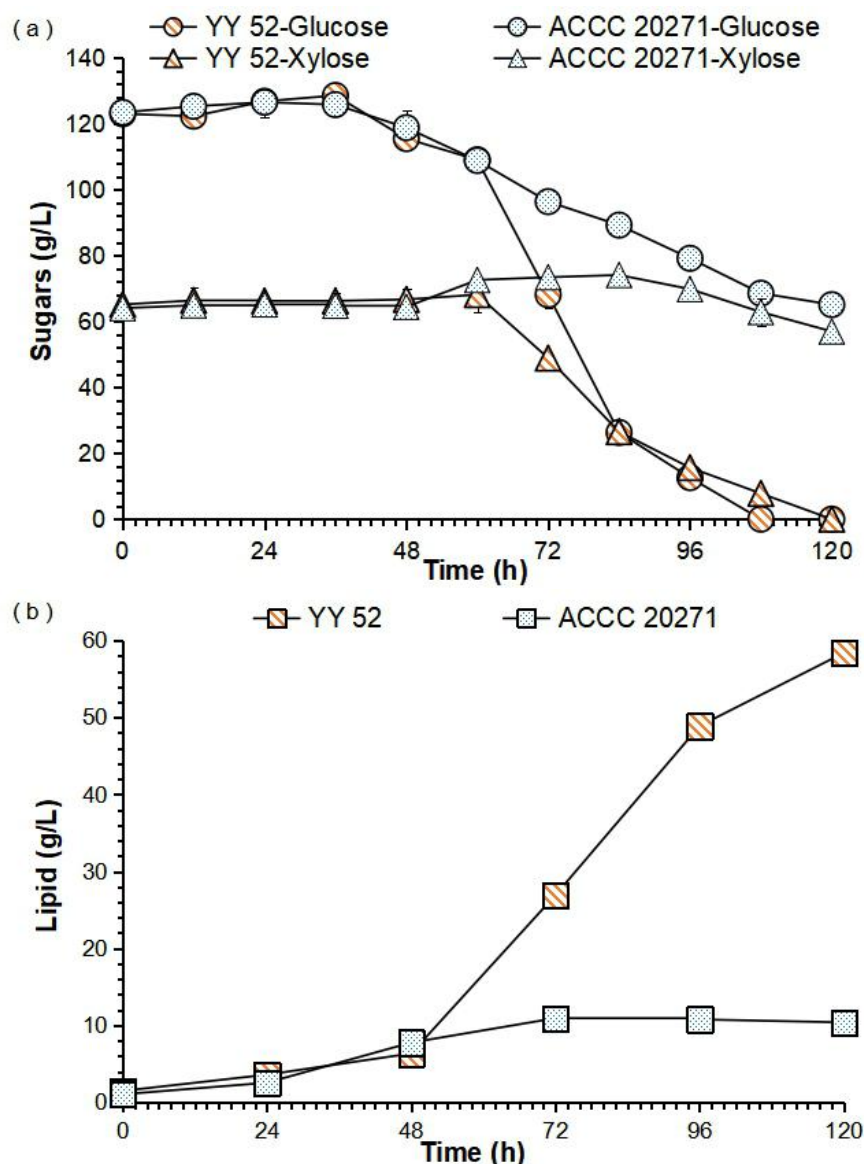 ( a ) YY 52-Glucose ACCC 20271-Glucose
YY 52-Xylose ACCC 20271-Xylose
140
120
100
80
60
40
20
0
Sugars (g/L)
0 24 48 72 96 120
Time (h)
( b ) YY 52 ACCC 20271
60
50
40
30
20
10
0
Lipid (g/L)
0 24 48 72 96 120
Time (h)